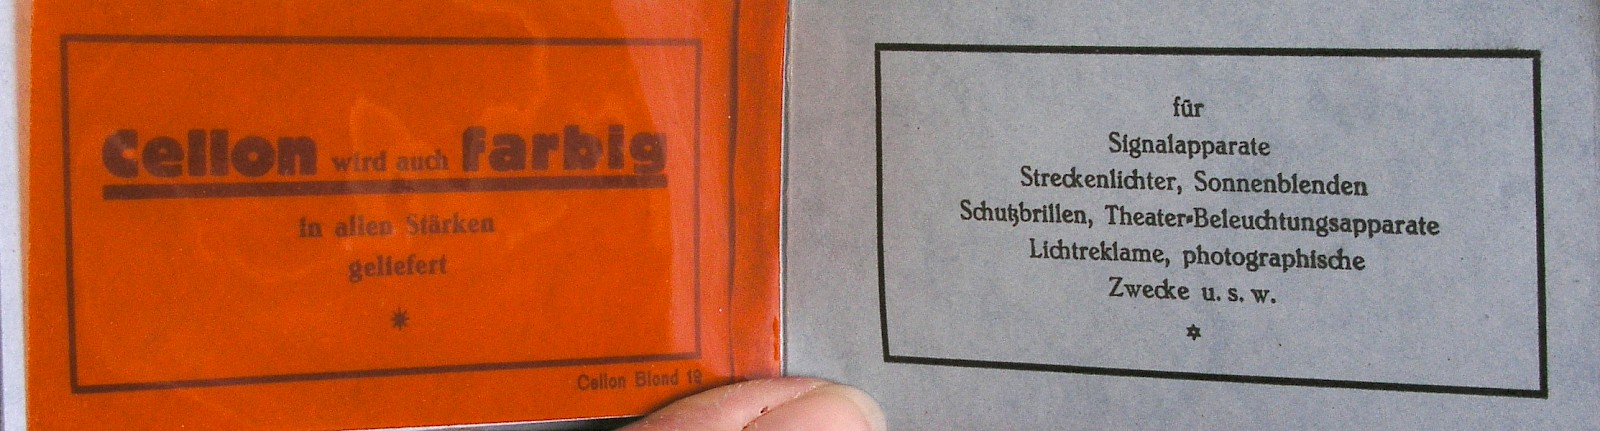 Cellon wird auch farbig
in allen Stärken
geliefert
Cellon Blond 19
für
Signalapparate
Streckenlichter, Sonnenblenden
Schutzbrillen, Theater-Beleuchtungsapparate
Lichtreklame, photographische
Zwecke u. s. w.